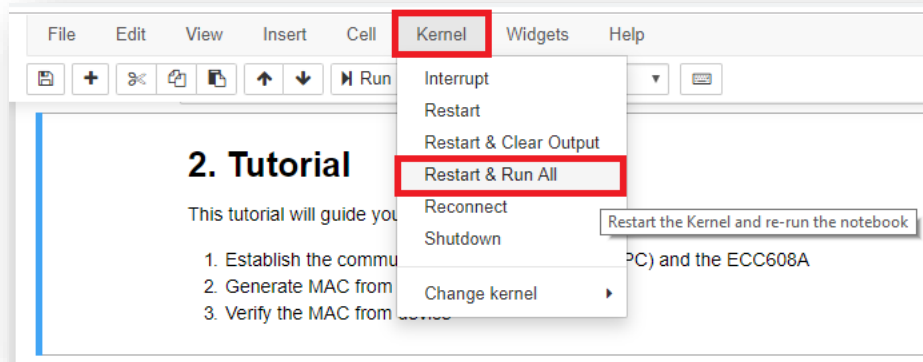 File Edit View Insert Cell Kernel Widgets Help
Run
Interrupt
Restart
Restart & Clear Output
Restart & Run All
Reconnect
Shutdown
Change kernel
Restart the Kernel and re-run the notebook
2. Tutorial
This tutorial will guide you
1. Establish the commu PC) and the ECC608A
2. Generate MAC from
3. Verify the MAC from device